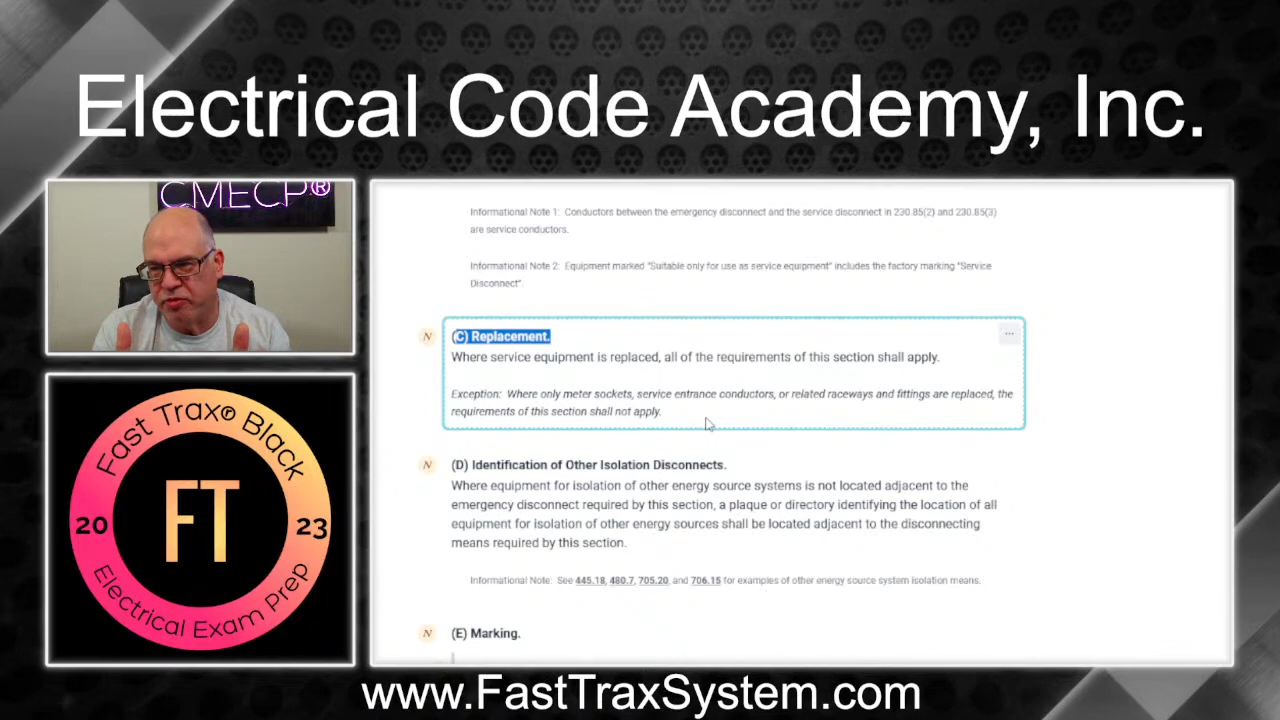 Electrical Code Academy, Inc.
CMECP®
Informational Note 1: Conductors between the emergency disconnect and the service disconnect in 230.85(2) and 230.85(3)
are service conductors.
Informational Note 2: Equipment marked "Suitable only for use as service equipment" includes the factory marking "Service
Disconnect".
N (C) Replacement.
Where service equipment is replaced, all of the requirements of this section shall apply.
Exception: Where only meter sockets, service entrance conductors, or related raceways and fittings are replaced, the
requirements of this section shall not apply.
N (D) Identification of Other Isolation Disconnects.
Where equipment for isolation of other energy source systems is not located adjacent to the
emergency disconnect required by this section, a plaque or directory identifying the location of all
equipment for isolation of other energy sources shall be located adjacent to the disconnecting
means required by this section.
Informational Note: See 445.18, 480.7, 705.20, and 706.15 for examples of other energy source system isolation means.
N (E) Marking.
Fast Trax® Black
FT
20 23
Electrical Exam Prep
www.FastTraxSystem.com